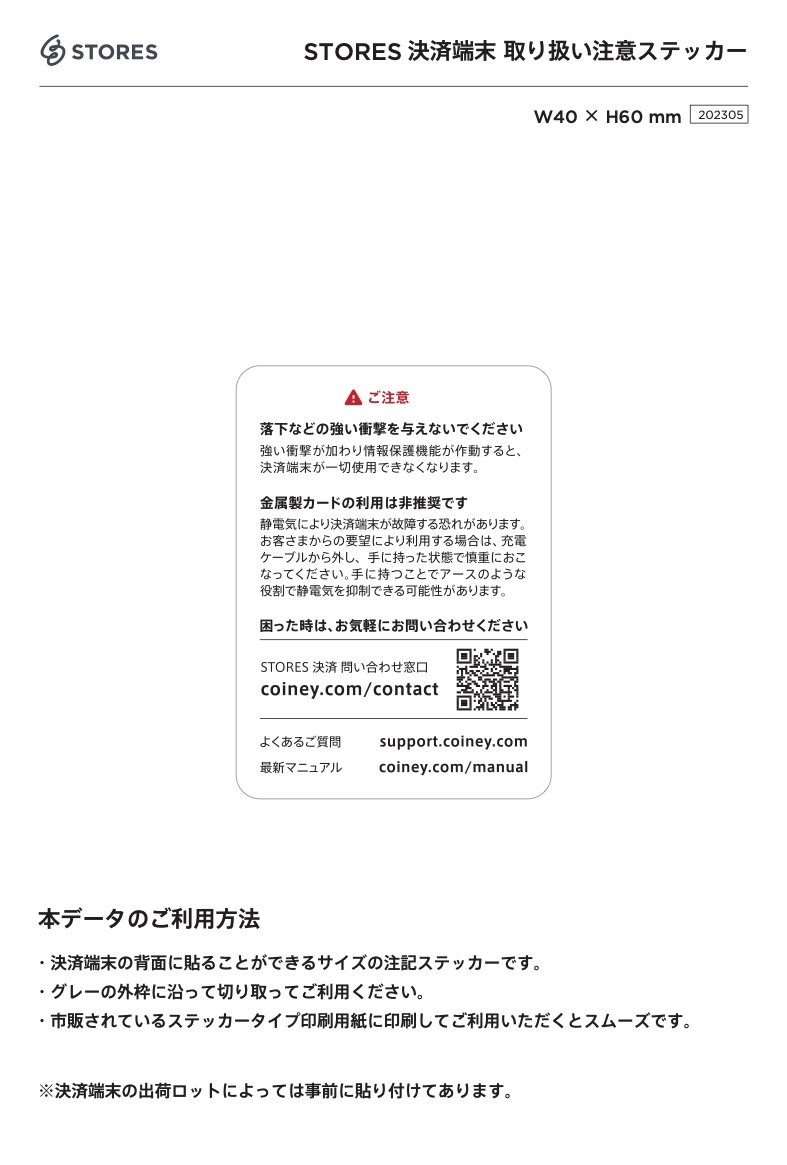 STORES
STORES 決済端末 取り扱い注意ステッカー
W40 × H60 mm 202305
ご注意
落下などの強い衝撃を与えないでください
強い衝撃が加わり情報保護機能が作動すると、
決済端末が一切使用できなくなります。
金属製カードの利用は非推奨です
静電気により決済端末が故障する恐れがあります。
お客さまからの要望により利用する場合は、充電
ケーブルから外し、手に持った状態で慎重におこ
なってください。手に持つことでアースのような
役割で静電気を抑制できる可能性があります。
困った時は、お気軽にお問い合わせください
STORES 決済 問い合わせ窓口
coiney.com/contact
よくあるご質問 support.coiney.com
最新マニュアル coiney.com/manual
本データのご利用方法
・決済端末の背面に貼ることができるサイズの注記ステッカーです。
・グレーの外枠に沿って切り取ってご利用ください。
・市販されているステッカータイプ印刷用紙に印刷してご利用いただくとスムーズです。
※決済端末の出荷ロットによっては事前に貼り付けてあります。